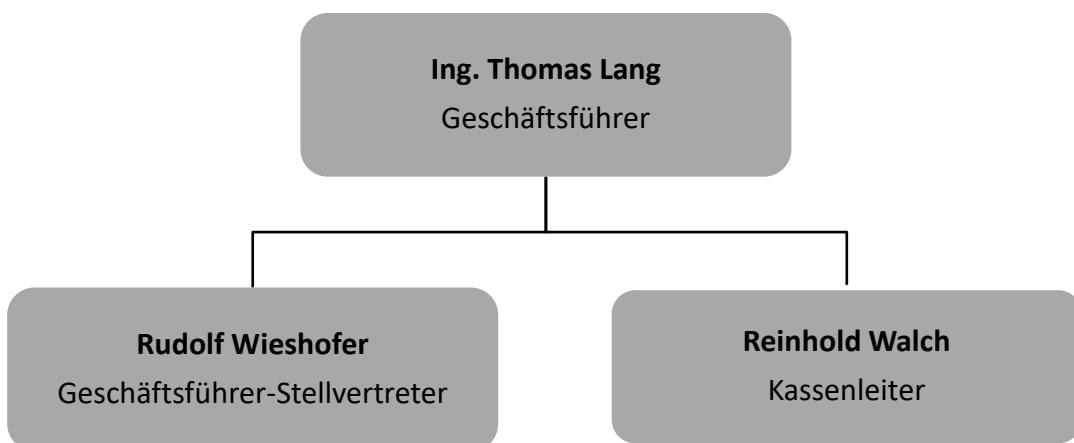 Ing. Thomas Lang
Geschäftsführer
Rudolf Wieshofer
Geschäftsführer-Stellvertreter
Reinhold Walch
Kassenleiter